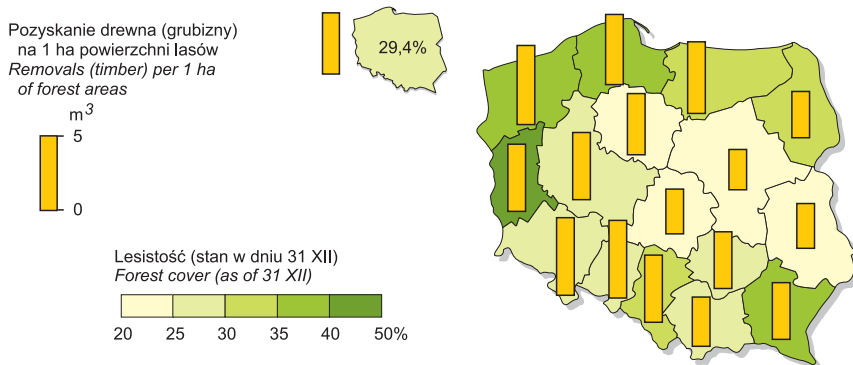 Pozyskanie drewna (grubizny)
na 1 ha powierzchni lasów
Removals (timber) per 1 ha
of forest areas
29,4%
m³
5
0
Lesistość (stan w dniu 31 XII)
Forest cover (as of 31 XII)
20 25 30 35 40 50%